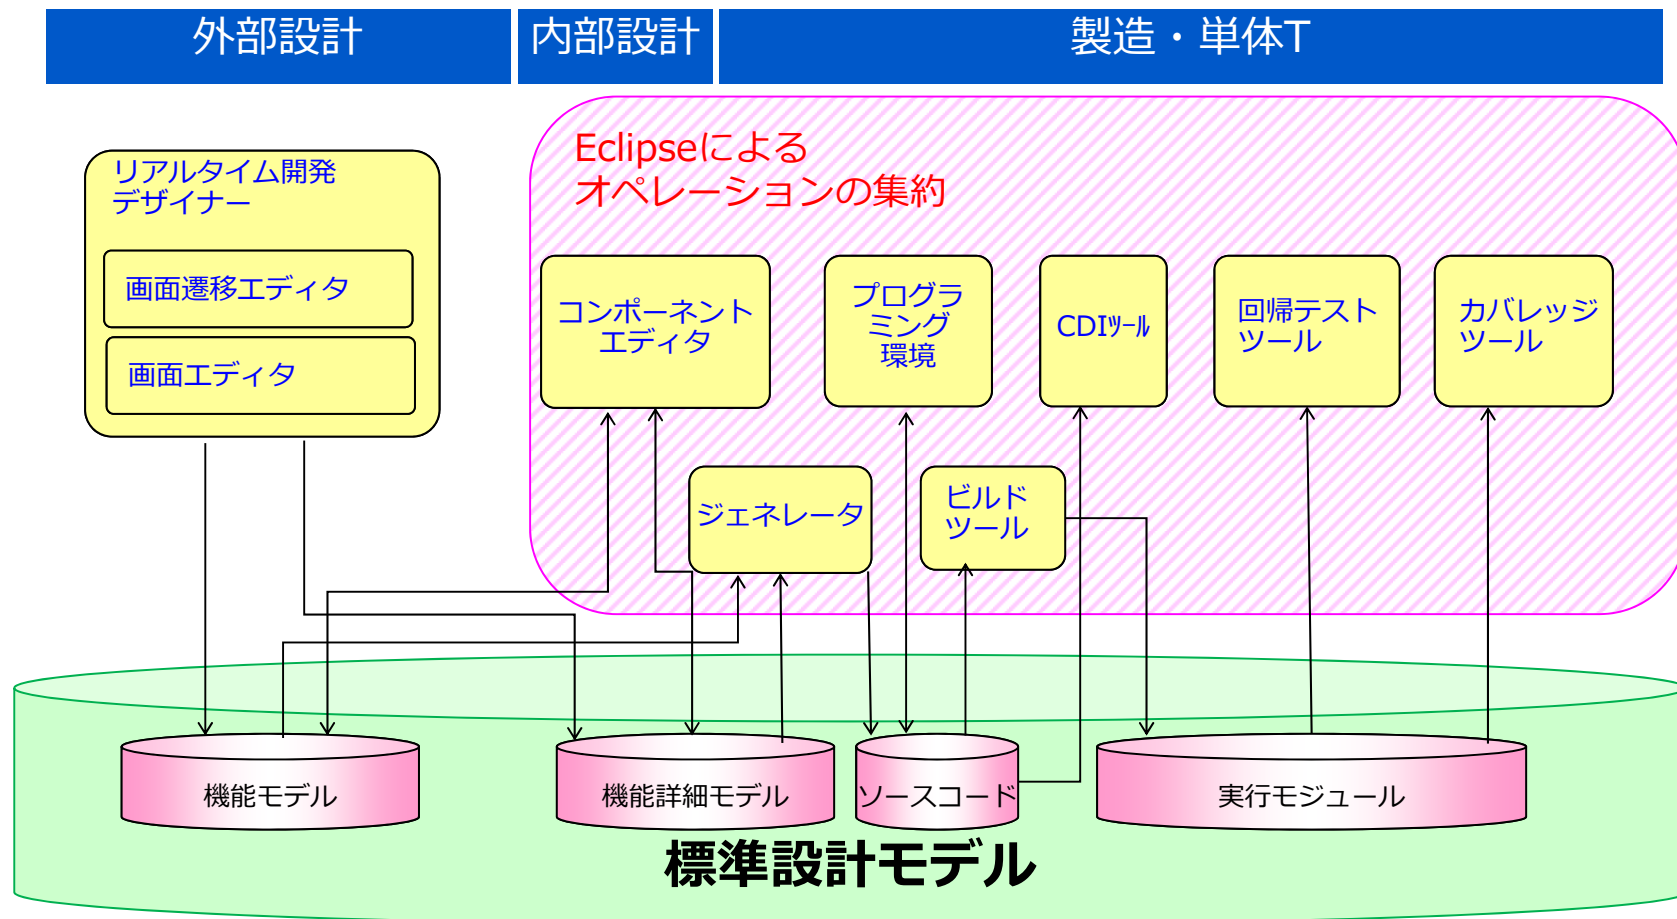 外部設計
内部設計
製造・単体T
Eclipseによる
オペレーションの集約
リアルタイム開発
デザイナー
画面遷移エディタ
画面エディタ
コンポーネント
エディタ
プログラ
ミング
環境
CDIﾂｰﾙ
回帰テスト
ツール
カバレッジ
ツール
ジェネレータ
ビルド
ツール
機能モデル
機能詳細モデル
ソースコード
実行モジュール
標準設計モデル